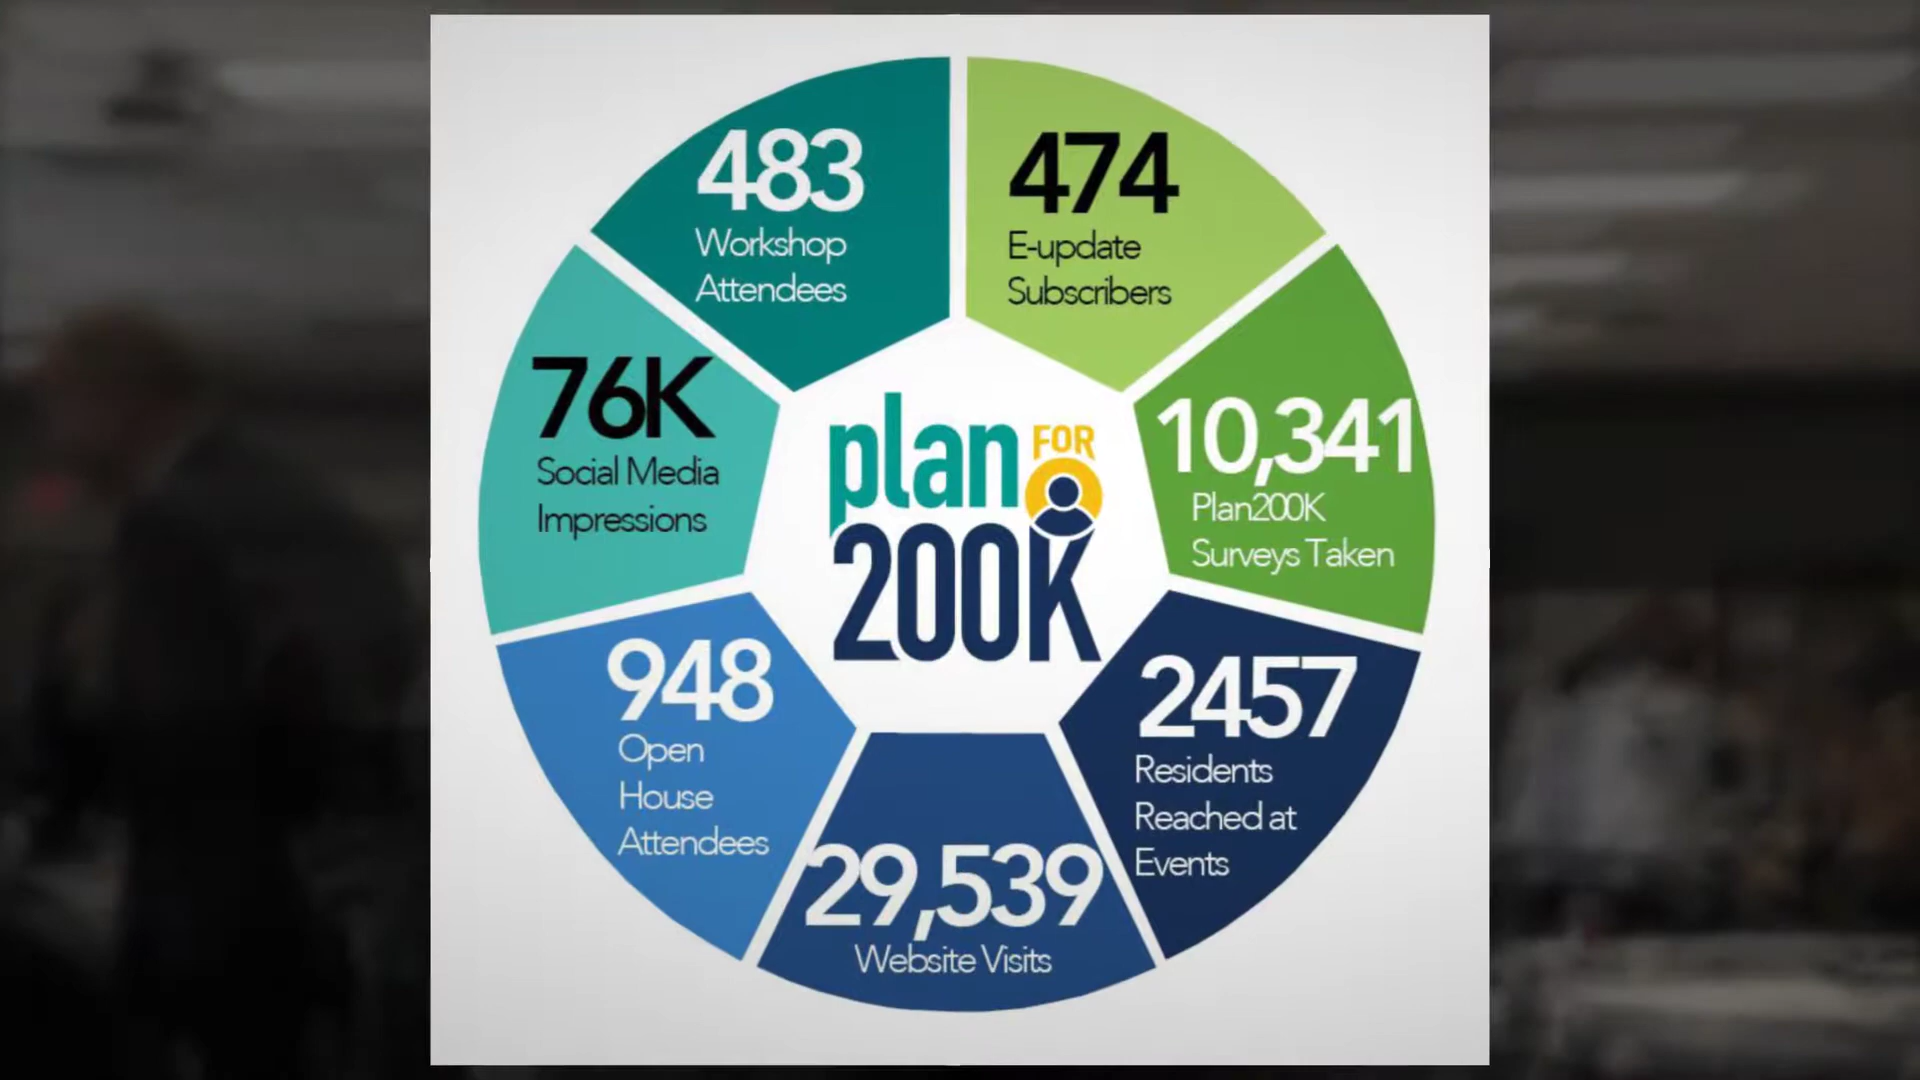 483
Workshop
Attendees
474
E-update
Subscribers
76K
Social Media
Impressions
plan FOR
200K
10,341
Plan200K
Surveys Taken
948
Open
House
Attendees
2457
Residents
Reached at
Events
29,539
Website Visits